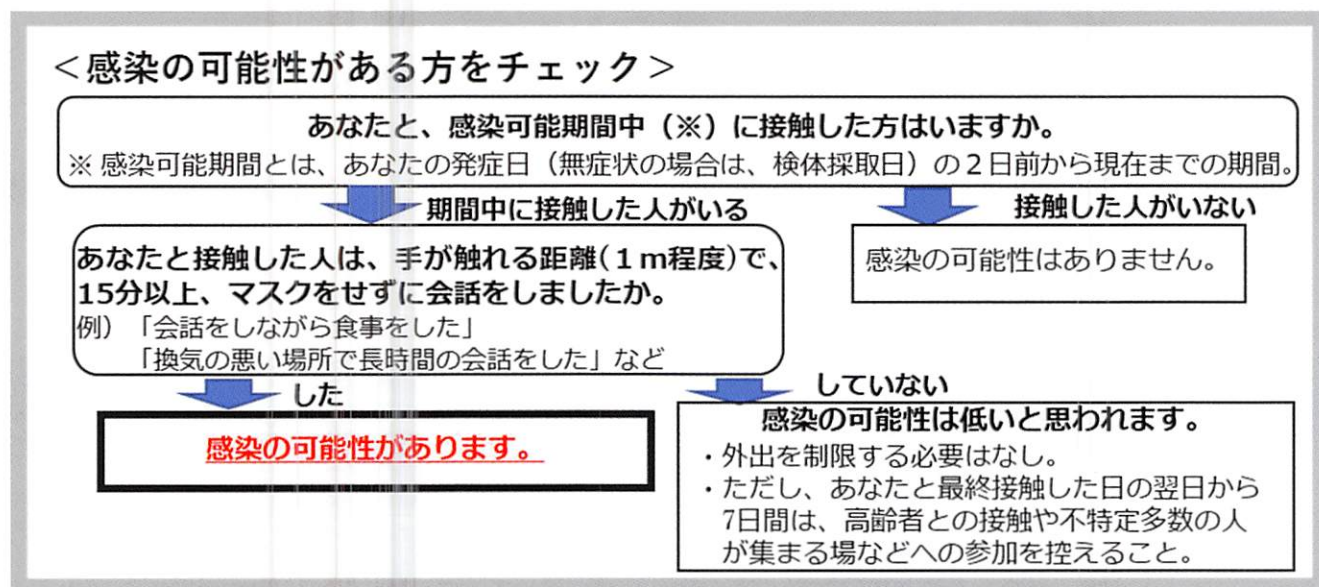 ＜感染の可能性がある方をチェック＞
あなたと、感染可能期間中（※）に接触した方はいますか。
※ 感染可能期間とは、あなたの発症日（無症状の場合は、検体採取日）の２日前から現在までの期間。
期間中に接触した人がいる
接触した人がいない
あなたと接触した人は、手が触れる距離(１ｍ程度)で、
15分以上、マスクをせずに会話をしましたか。
例）「会話をしながら食事をした」
「換気の悪い場所で長時間の会話をした」など
感染の可能性はありません。
した
していない
感染の可能性があります。
感染の可能性は低いと思われます。
・外出を制限する必要はなし。
・ただし、あなたと最終接触した日の翌日から
7日間は、高齢者との接触や不特定多数の人
が集まる場などへの参加を控えること。